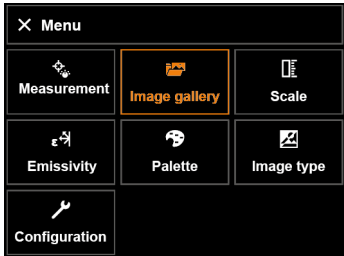 Menu
Measurement
Image gallery
Scale
Emissivity
Palette
Image type
Configuration